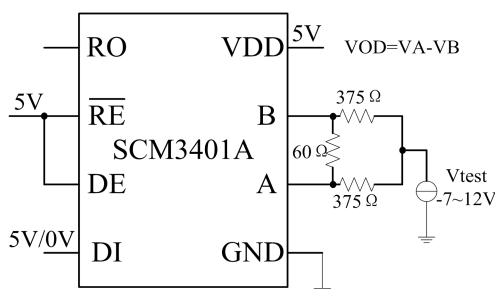 RO
VDD
5V
VOD=VA-VB
5V
RE
B
375 Ω
SCM3401A
60 Ω
DE
A
375 Ω
Vtest
-7~12V
5V/0V
DI
GND